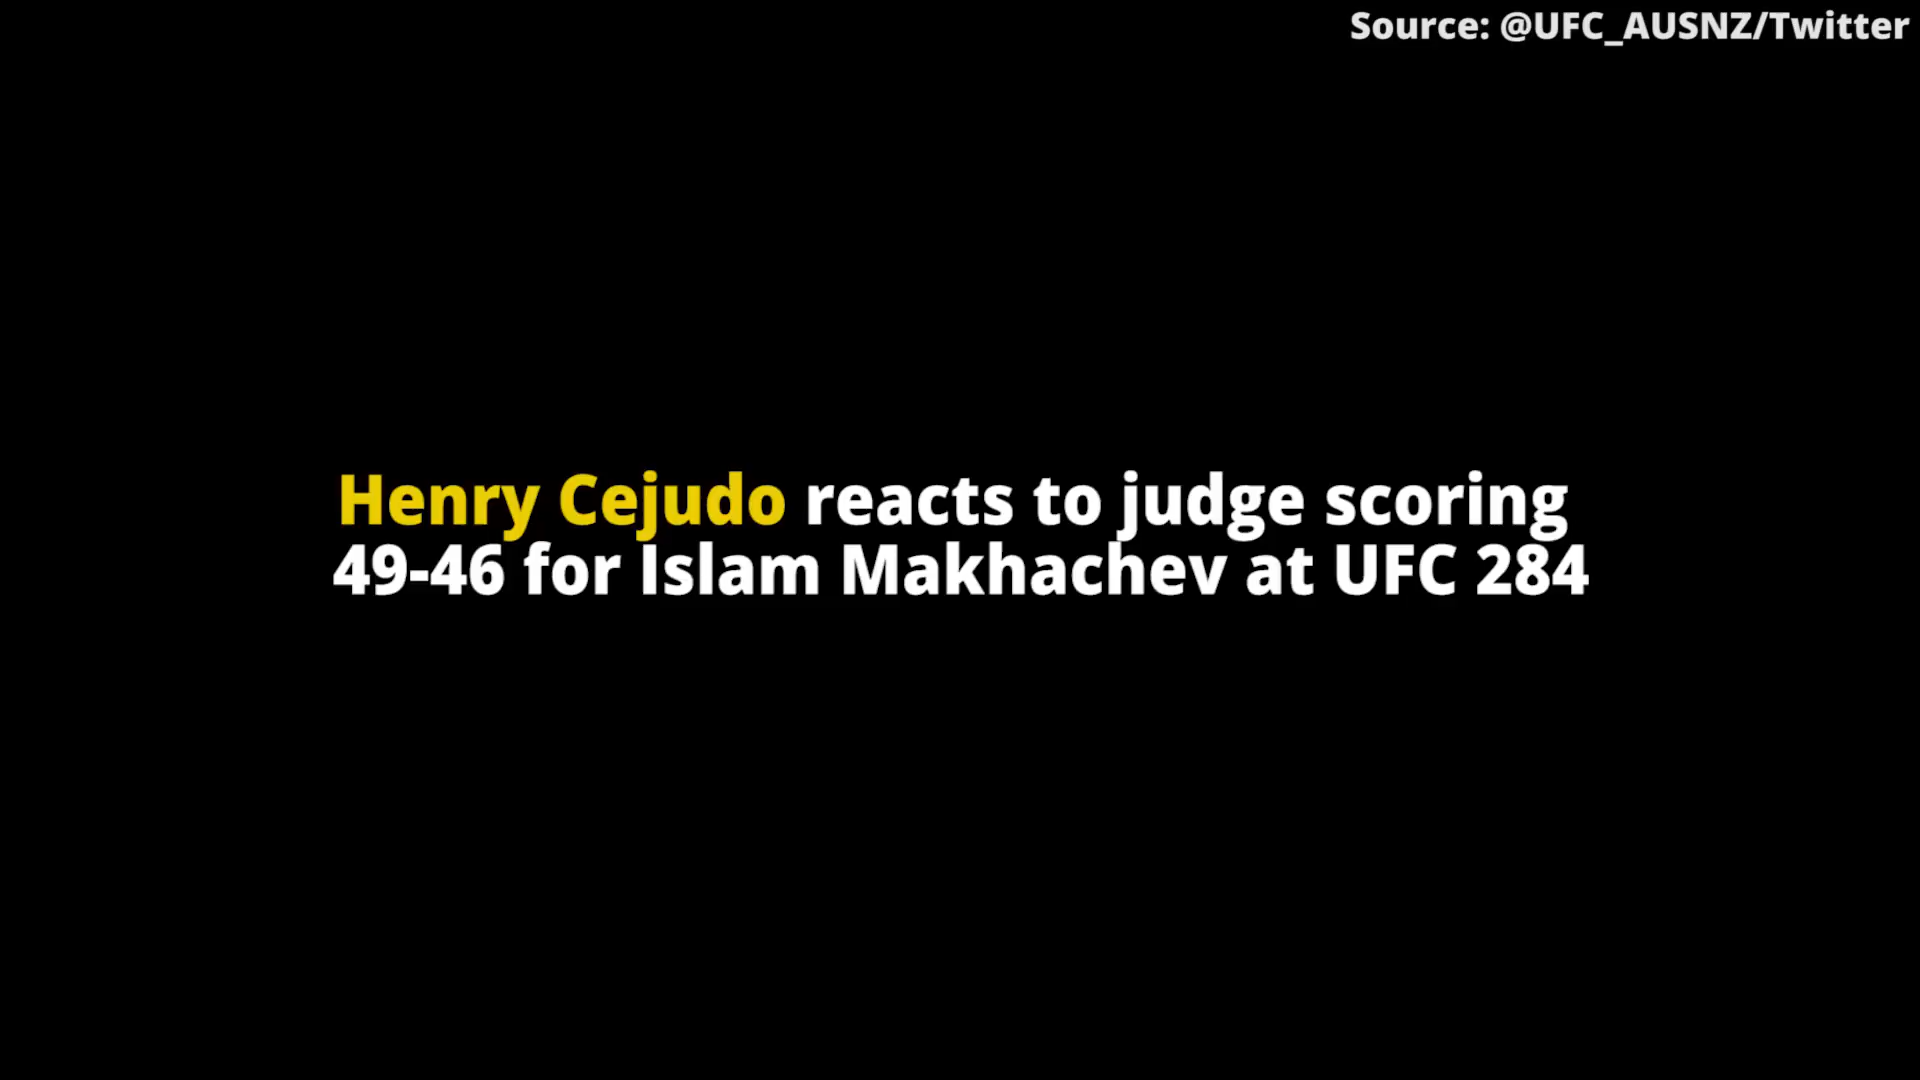 Source: @UFC_AUSNZ/Twitter
Henry Cejudo reacts to judge scoring
49-46 for Islam Makhachev at UFC 284